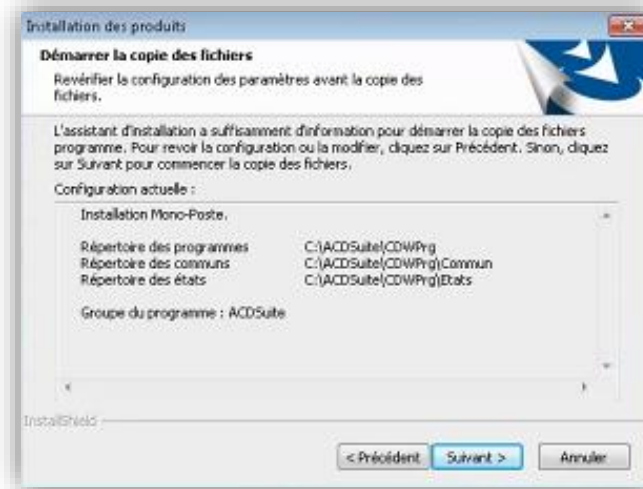 Installation des produits
Démarrer la copie des fichiers
Revérifier la configuration des paramètres avant la copie des
fichiers.
L'assistant d'installation a suffisamment d'information pour démarrer la copie des fichiers
programme. Pour revoir la configuration ou la modifier, cliquez sur Précédent. Sinon, cliquez
sur Suivant pour commencer la copie des fichiers.
Configuration actuelle :
Installation Mono-Poste.
Répertoire des programmes C:\ACDSuite\CDWPrg
Répertoire des communs C:\ACDSuite\CDWPrg\Commun
Répertoire des états C:\ACDSuite\CDWPrg\Etats
Groupe du programme : ACDSuite
InstallShield
< Précédent Suivant > Annuler